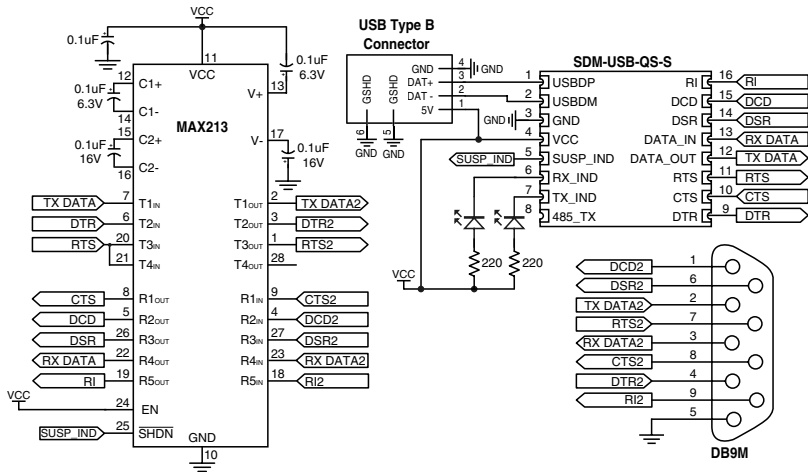 VCC
0.1uF
11
VCC
0.1uF
6.3V
12
C1+
13
V+
0.1uF
6.3V
C1-
14
MAX213
15
C2+
17
V-
0.1uF
16V
0.1uF
16V
C2-
16
TX DATA 7 T1IN T1OUT 2 TX DATA2
DTR 6 T2IN T2OUT 3 DTR2
RTS 20 T3IN T3OUT 1 RTS2
21 T4IN T4OUT 28
CTS 8 R1OUT R1IN 9 CTS2
DCD 5 R2OUT R2IN 4 DCD2
DSR 26 R3OUT R3IN 27 DSR2
RX DATA 22 R4OUT R4IN 23 RX DATA2
RI 19 R5OUT R5IN 18 RI2
VCC
24 EN
SUSP_IND 25 SHDN
GND
10
USB Type B
Connector
GND 4 GND
DAT+ 3
DAT - 2
5V 1
GSHD
GSHD
6
5
GND
GND
SDM-USB-QS-S
1 USBDP RI 16 RI
2 USBDM DCD 15 DCD
GND 3 GND DSR 14 DSR
4 VCC DATA_IN 13 RX DATA
SUSP_IND 5 SUSP_IND DATA_OUT 12 TX DATA
6 RX_IND RTS 11 RTS
7 TX_IND CTS 10 CTS
8 485_TX DTR 9 DTR
220
220
VCC
DCD2 1
DSR2 6
TX DATA2 2
RTS2 7
RX DATA2 3
CTS2 8
DTR2 4
RI2 9
5
DB9M